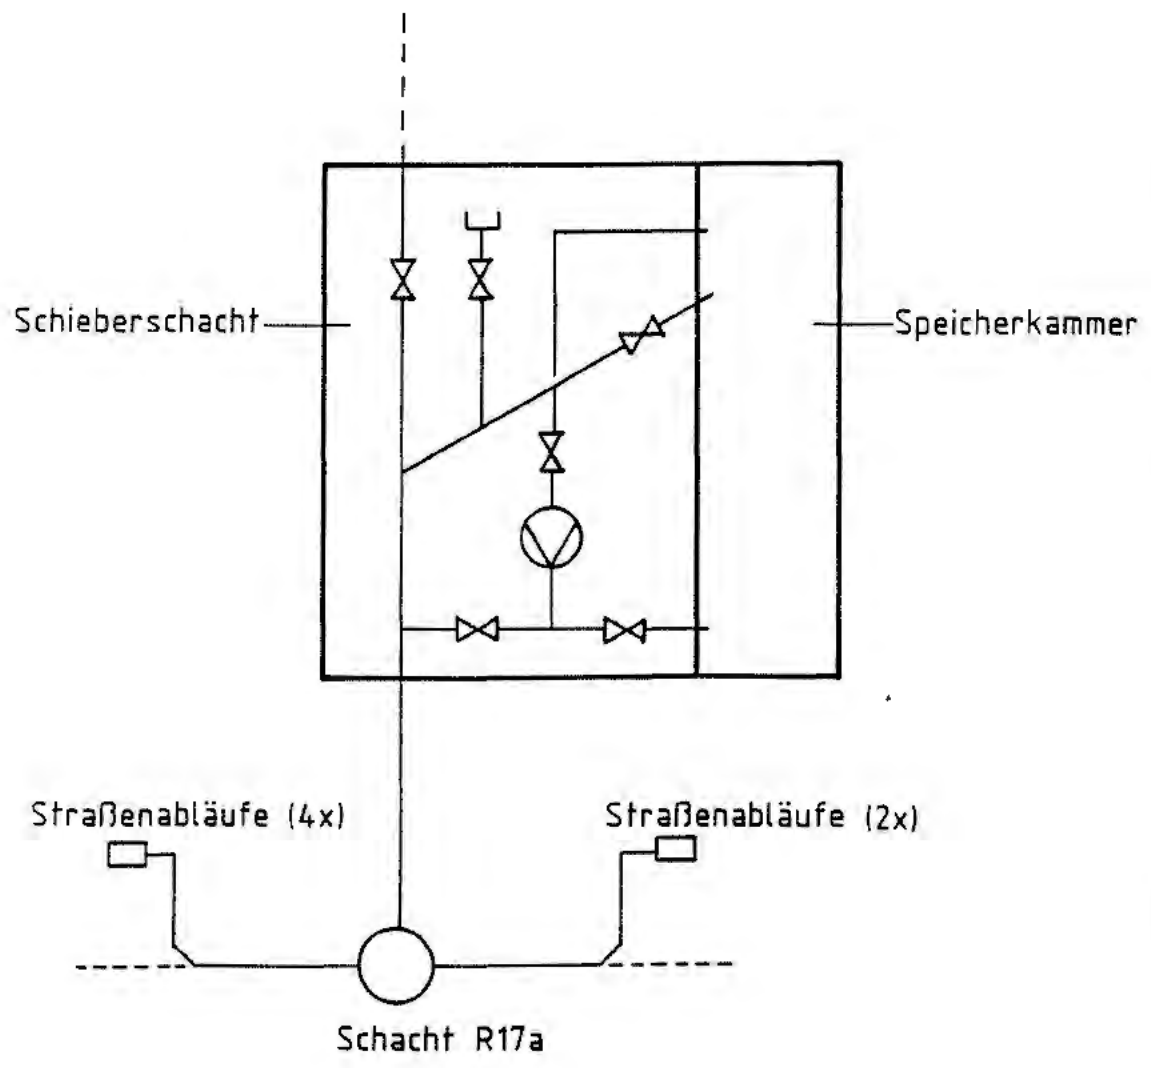 Schieberschacht
Speicherkammer
Straßenabläufe (4x)
Straßenabläufe (2x)
Schacht R17a